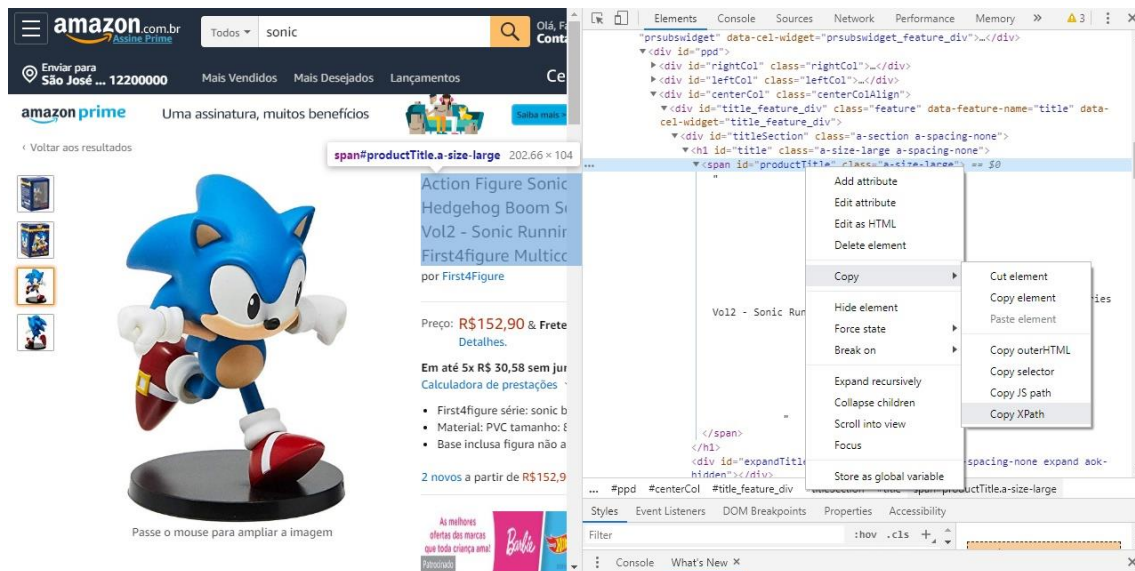 amazon.com.br
Assine Prime
Todos
sonic
Olá, Fa
Conta
Enviar para
São José ... 12200000
Mais Vendidos Mais Desejados Lançamentos
Ce
amazon prime
Uma assinatura, muitos benefícios
Saiba mais >
‹ Voltar aos resultados
span#productTitle.a-size-large 202.66 × 104
Action Figure Sonic
Hedgehog Boom Se
Vol2 - Sonic Runnin
First4figure Multico
por First4Figure
Preço: R$152,90 & Frete
Detalhes.
Em até 5x R$ 30,58 sem jur
Calculadora de prestações
• First4figure série: sonic b
• Material: PVC tamanho: 8
• Base inclusa figura não a
2 novos a partir de R$152,9
Passe o mouse para ampliar a imagem
As melhores
ofertas das marcas
que toda criança ama!
Patrocinado
Barbie
Elements Console Sources Network Performance Memory » 3
"prsubswidget" data-cel-widget="prsubswidget_feature_div">…</div>
▼<div id="ppd">
▶<div id="rightCol" class="rightCol">…</div>
▶<div id="leftCol" class="leftCol">…</div>
▼<div id="centerCol" class="centerColAlign">
▼<div id="title_feature_div" class="feature" data-feature-name="title" data-
cel-widget="title_feature_div">
▼<div id="titleSection" class="a-section a-spacing-none">
▼<h1 id="title" class="a-size-large a-spacing-none">
... ▼<span id="productTitle" class="a-size-large"> == $0
"
Vol2 - Sonic Run
ries
"
</span>
</h1>
<div id="expandTitle
-spacing-none expand aok-
hidden"></div>
Add attribute
Edit attribute
Edit as HTML
Delete element
Copy
Hide element
Force state
Break on
Expand recursively
Collapse children
Scroll into view
Focus
Store as global variable
Cut element
Copy element
Paste element
Copy outerHTML
Copy selector
Copy JS path
Copy XPath
... #ppd #centerCol #title_feature_div #titleSection #title span#productTitle.a-size-large
Styles Event Listeners DOM Breakpoints Properties Accessibility
Filter :hov .cls +
Console What's New ×